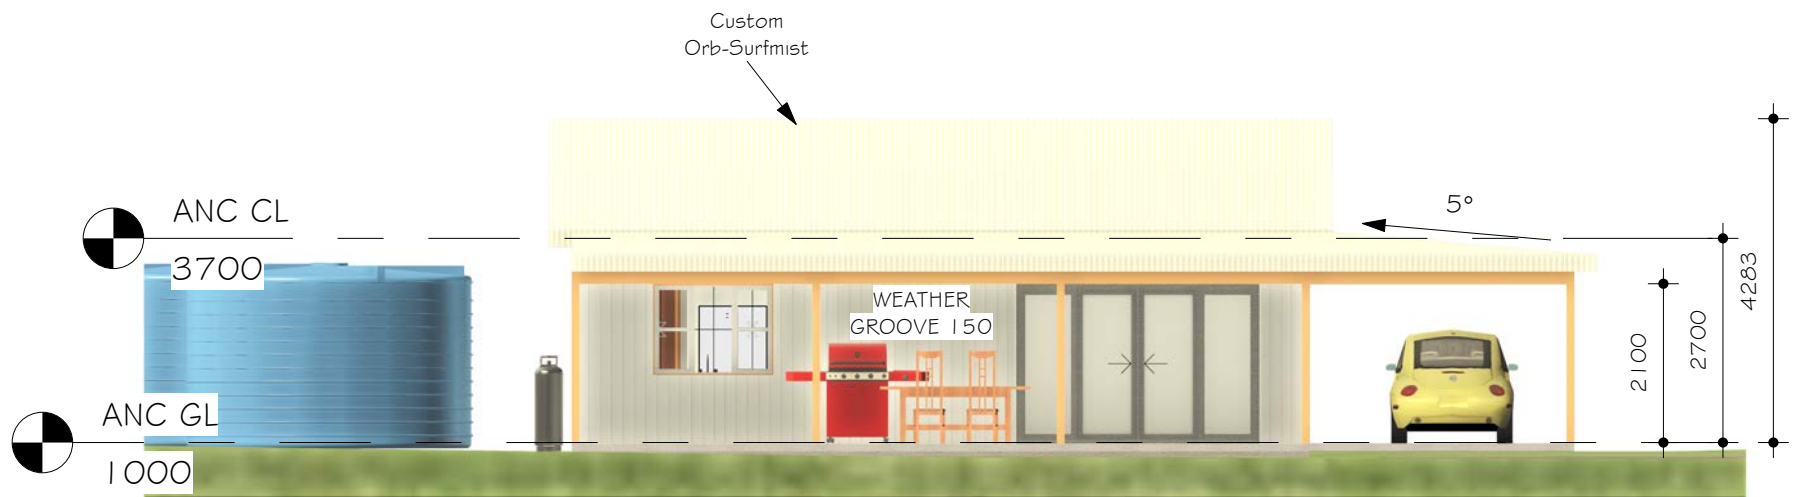 Custom
Orb-Surfmist
ANC CL
3700
5°
4283
2700
2100
WEATHER
GROOVE 150
ANC GL
1000